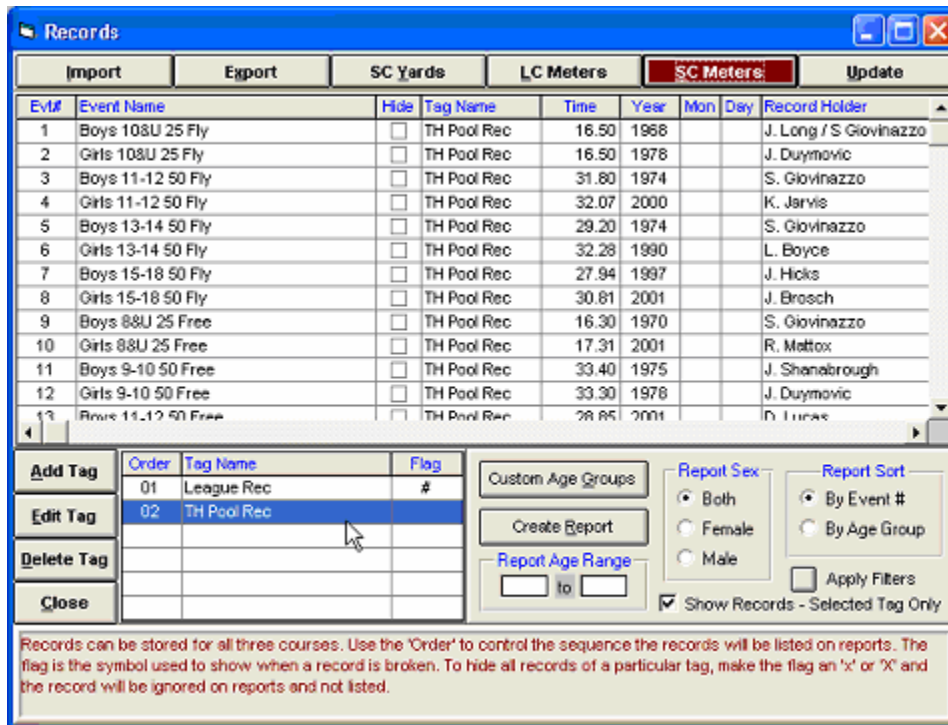 Records
Import Export SC Yards LC Meters SC Meters Update
Evt# Event Name Hide Tag Name Time Year Mon Day Record Holder
1 Boys 10&U 25 Fly TH Pool Rec 16.50 1968 J. Long / S Giovinazzo
2 Girls 10&U 25 Fly TH Pool Rec 16.50 1978 J. Duymovic
3 Boys 11-12 50 Fly TH Pool Rec 31.80 1974 S. Giovinazzo
4 Girls 11-12 50 Fly TH Pool Rec 32.07 2000 K. Jarvis
5 Boys 13-14 50 Fly TH Pool Rec 29.20 1974 S. Giovinazzo
6 Girls 13-14 50 Fly TH Pool Rec 32.28 1990 L. Boyce
7 Boys 15-18 50 Fly TH Pool Rec 27.94 1997 J. Hicks
8 Girls 15-18 50 Fly TH Pool Rec 30.81 2001 J. Brosch
9 Boys 8&U 25 Free TH Pool Rec 16.30 1970 S. Giovinazzo
10 Girls 8&U 25 Free TH Pool Rec 17.31 2001 R. Mattox
11 Boys 9-10 50 Free TH Pool Rec 33.40 1975 J. Shanabrough
12 Girls 9-10 50 Free TH Pool Rec 33.30 1978 J. Duymovic
13 Boys 11-12 50 Free TH Pool Rec 28.85 2001 D. Lucas
Add Tag
Edit Tag
Delete Tag
Close
Order Tag Name Flag
01 League Rec #
02 TH Pool Rec
Custom Age Groups
Create Report
Report Age Range
to
Report Sex
Both
Female
Male
Report Sort
By Event #
By Age Group
Apply Filters
Show Records - Selected Tag Only
Records can be stored for all three courses. Use the 'Order' to control the sequence the records will be listed on reports. The
flag is the symbol used to show when a record is broken. To hide all records of a particular tag, make the flag an 'x' or 'X' and
the record will be ignored on reports and not listed.